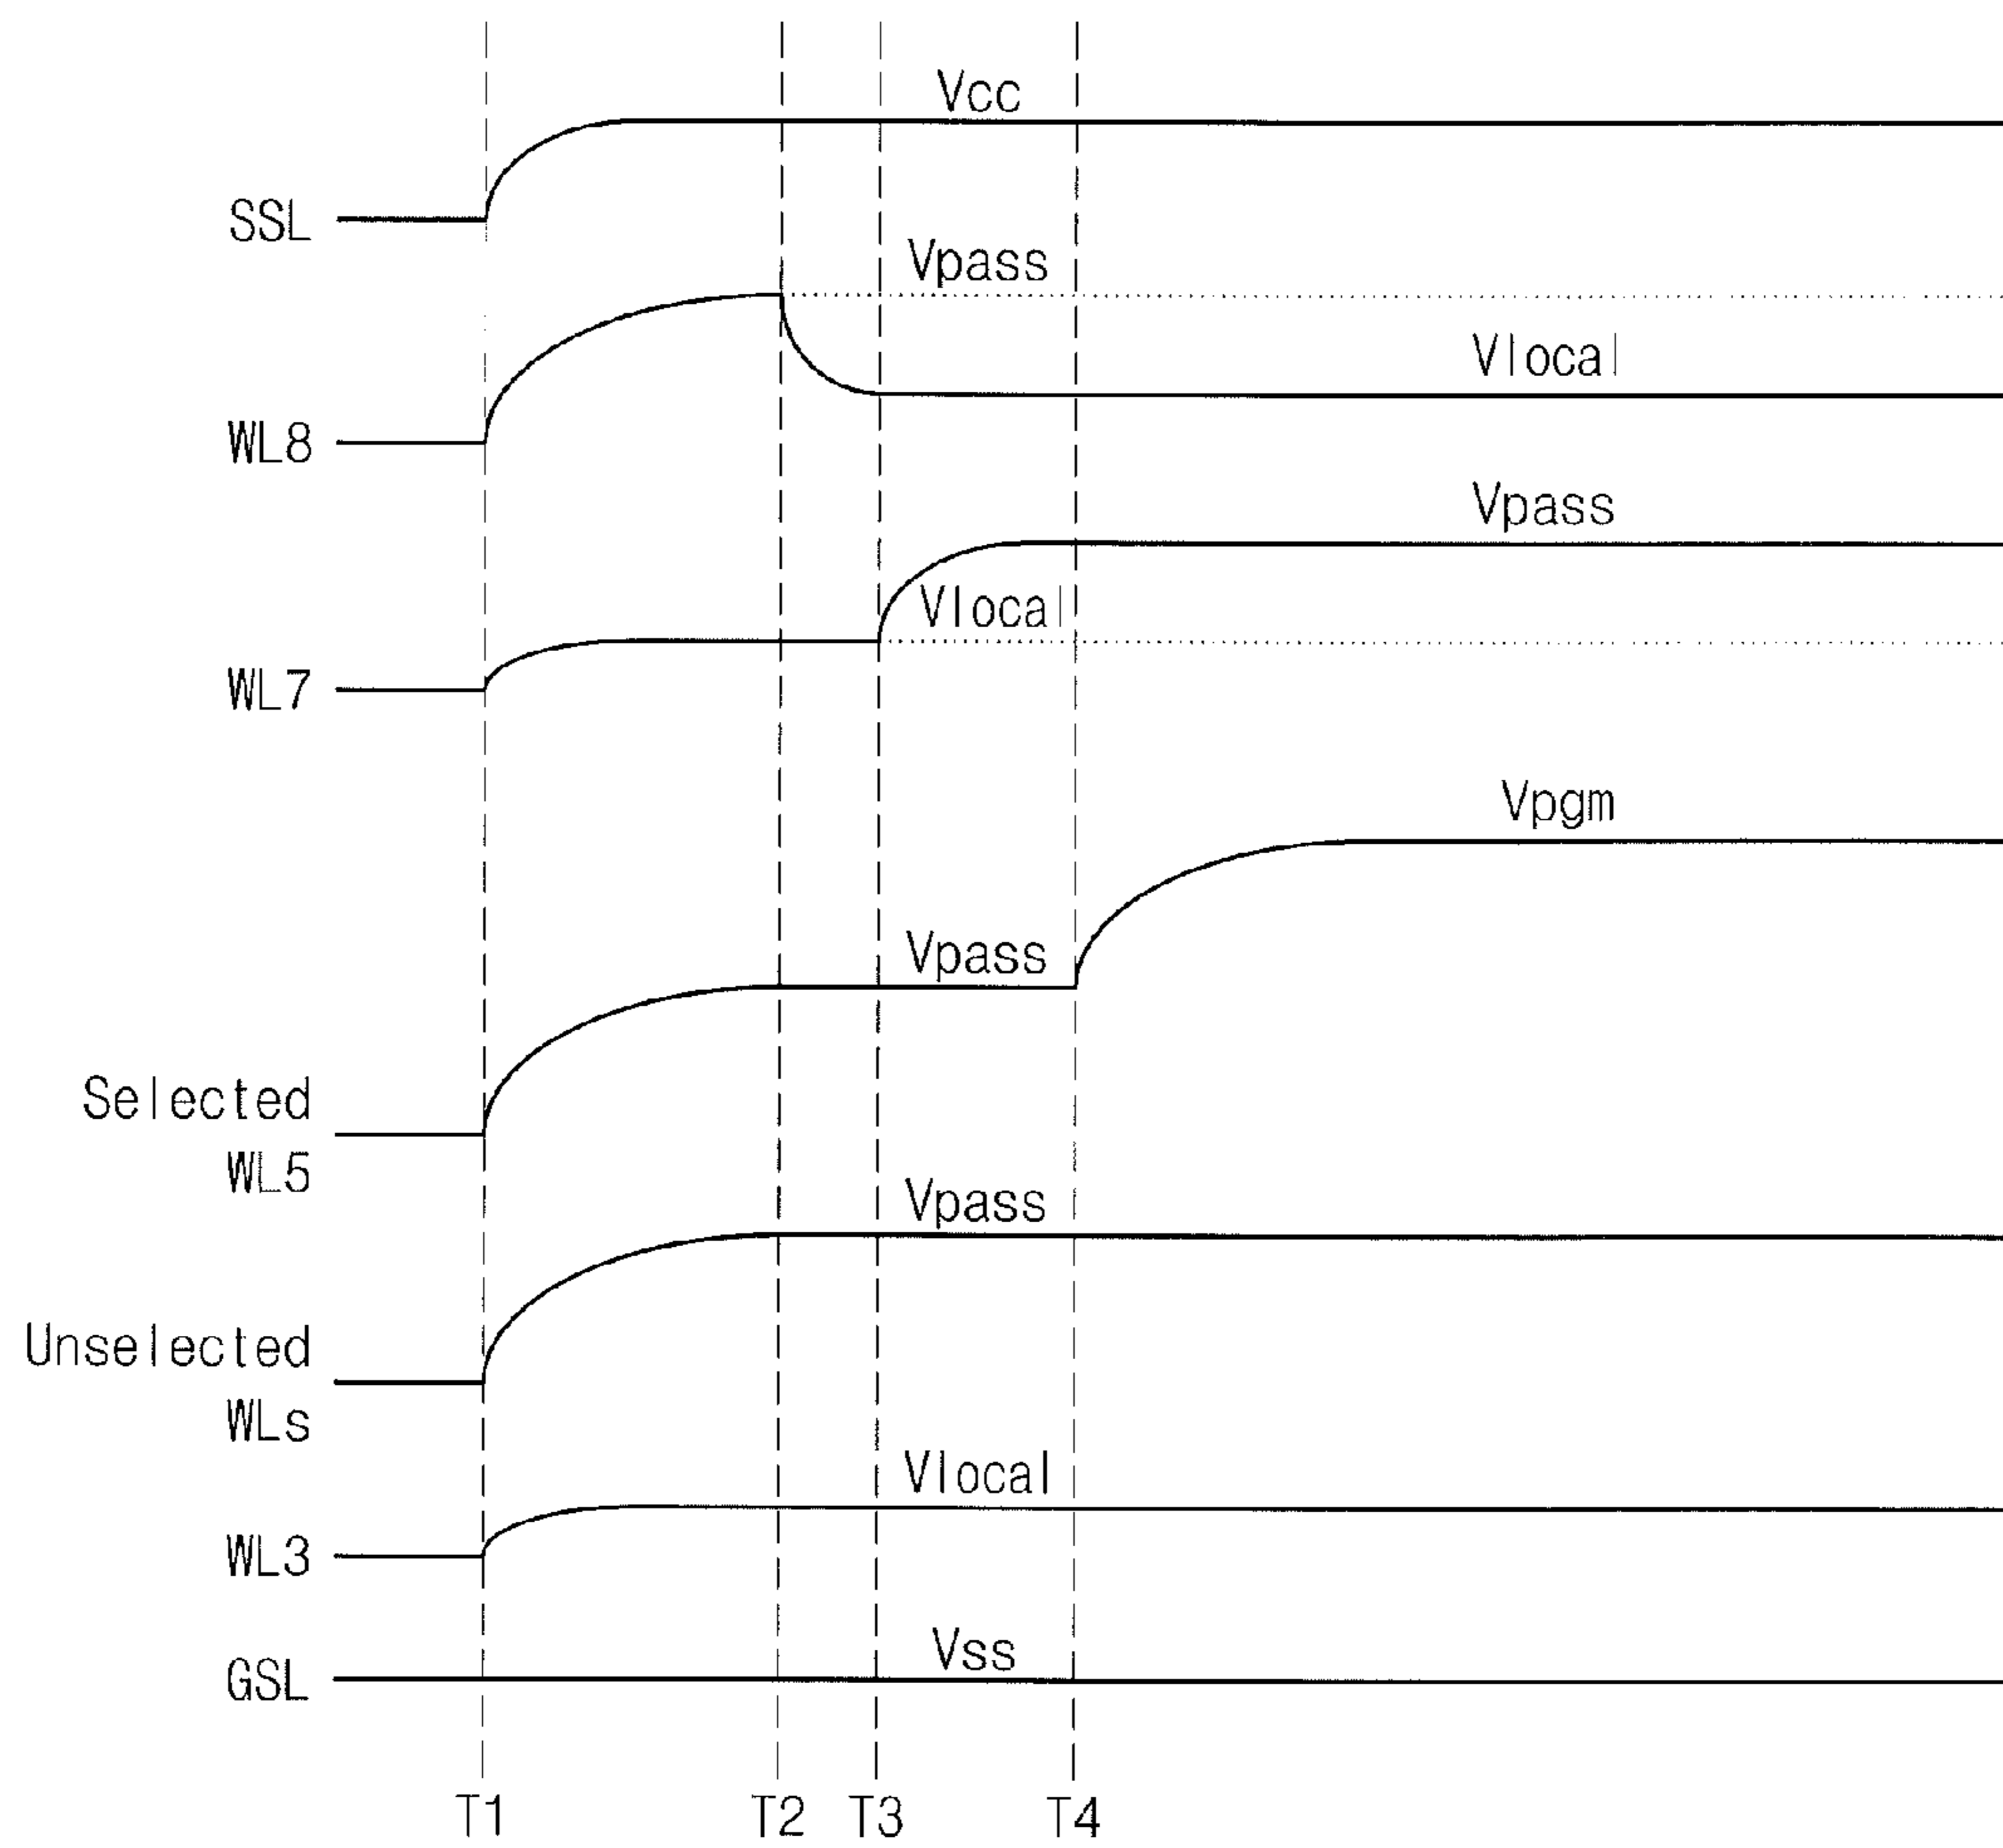 Vcc
SSL
Vpass
Vlocal
WL8
Vpass
Vlocal
WL7
Vpgm
Vpass
Selected
WL5
Vpass
Unselected
WLs
Vlocal
WL3
Vss
GSL
T1 T2 T3 T4